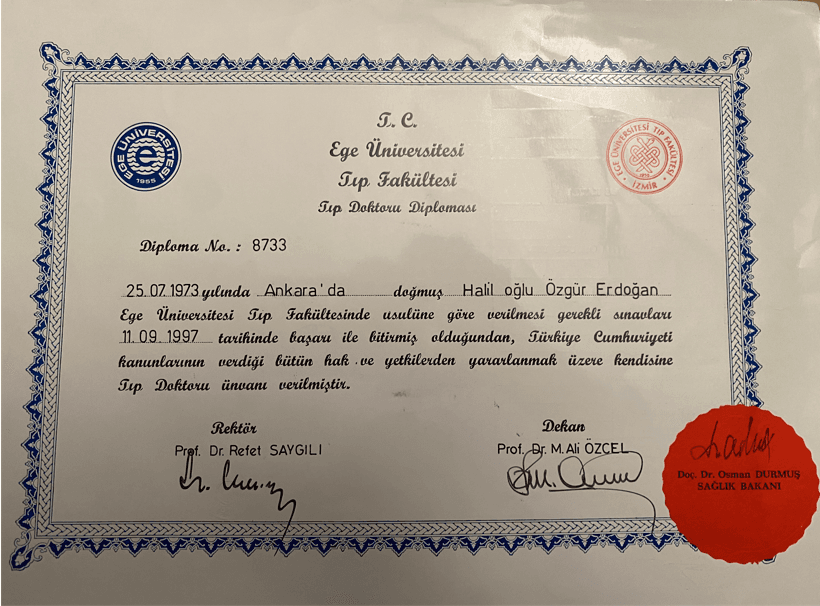 T. C.
Ege Üniversitesi
Tıp Fakültesi
Tıp Doktoru Diploması
EGE ÜNİVERSİTESİ
e
1955
EGE ÜNİVERSİTESİ TIP FAKÜLTESİ
İZMİR
Diploma No. : 8733
25.07.1973 yılında Ankara'da doğmuş Halil oğlu Özgür Erdoğan
Ege Üniversitesi Tıp Fakültesinde usulüne göre verilmesi gerekli sınavları
11.09.1997 tarihinde başarı ile bitirmiş olduğundan, Türkiye Cumhuriyeti
kanunlarının verdiği bütün hak ve yetkilerden yararlanmak üzere kendisine
Tıp Doktoru ünvanı verilmiştir.
Rektör
Prof. Dr. Refet SAYGILI
Dekan
Prof. Dr. M. Ali ÖZCEL
Doç. Dr. Osman DURMUŞ
SAĞLIK BAKANI